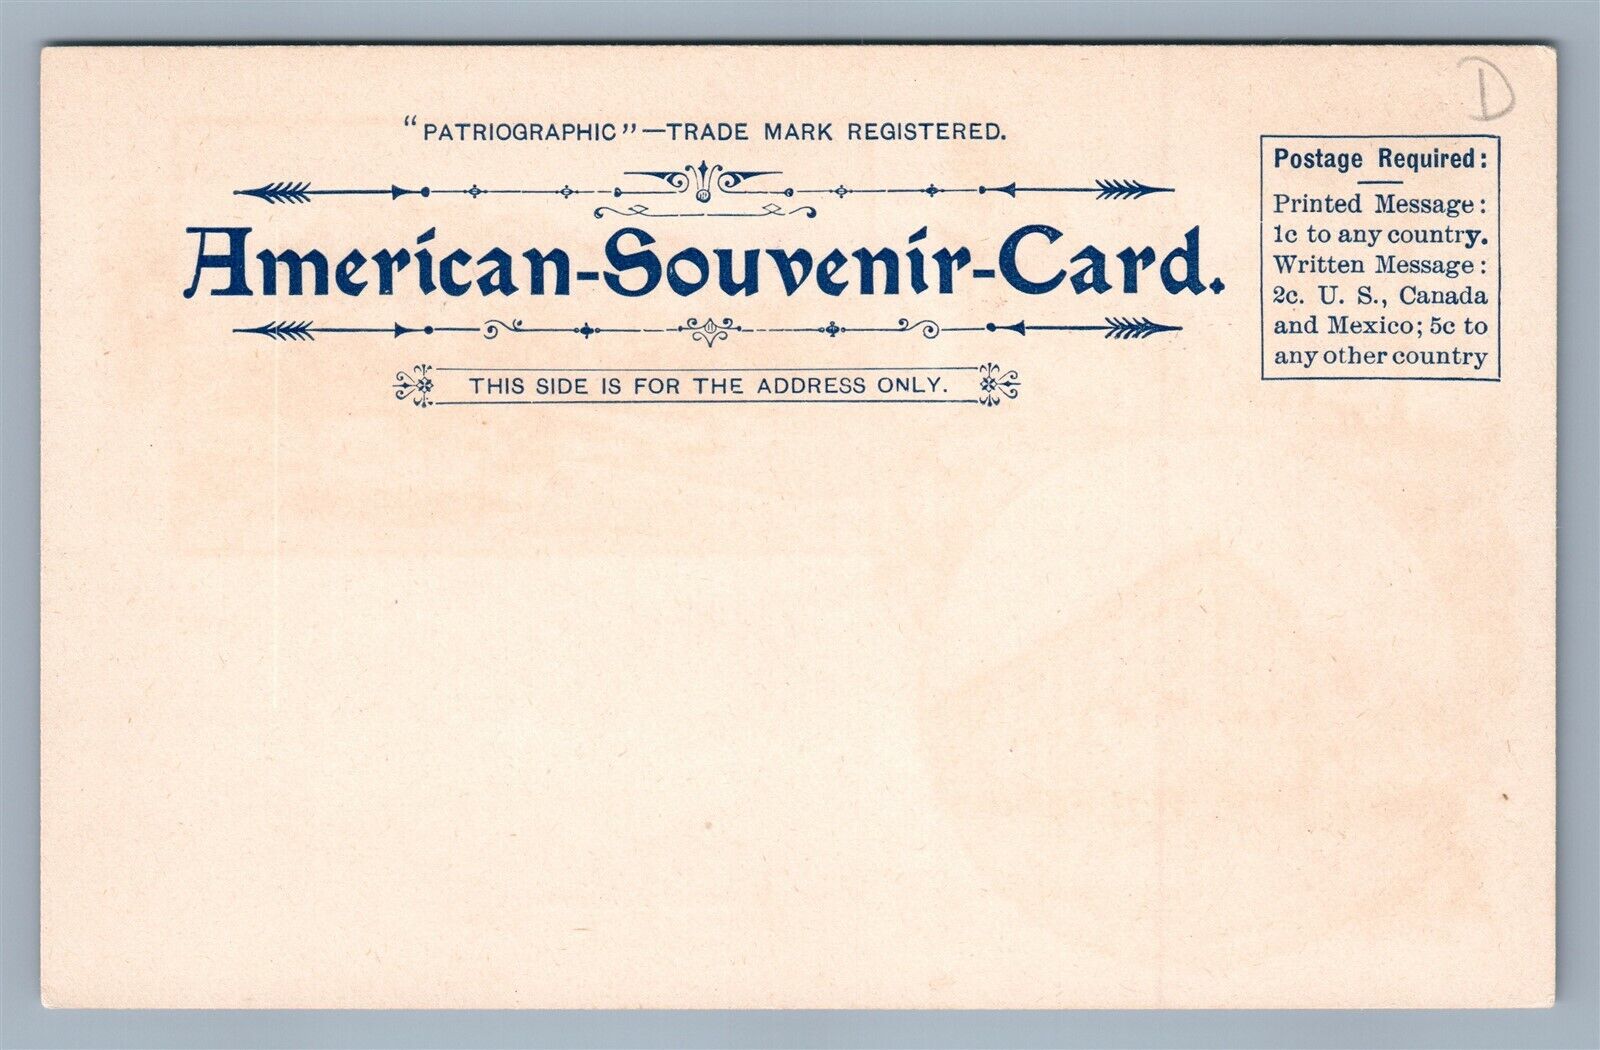 D
"PATRIOGRAPHIC"—TRADE MARK REGISTERED.
American-Souvenir-Card.
THIS SIDE IS FOR THE ADDRESS ONLY.
Postage Required:
Printed Message:
1c to any country.
Written Message:
2c. U. S., Canada
and Mexico; 5c to
any other country